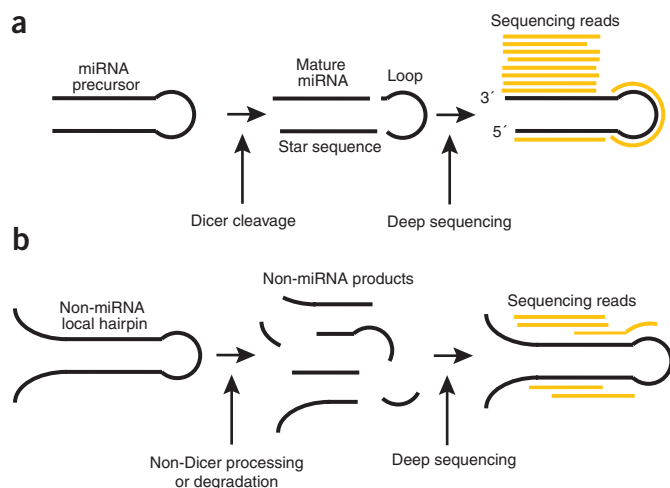 a
miRNA
precursor
Mature
miRNA
Loop
Star sequence
Dicer cleavage
Sequencing reads
3´
5´
Deep sequencing
b
Non-miRNA
local hairpin
Non-miRNA products
Sequencing reads
Non-Dicer processing
or degradation
Deep sequencing